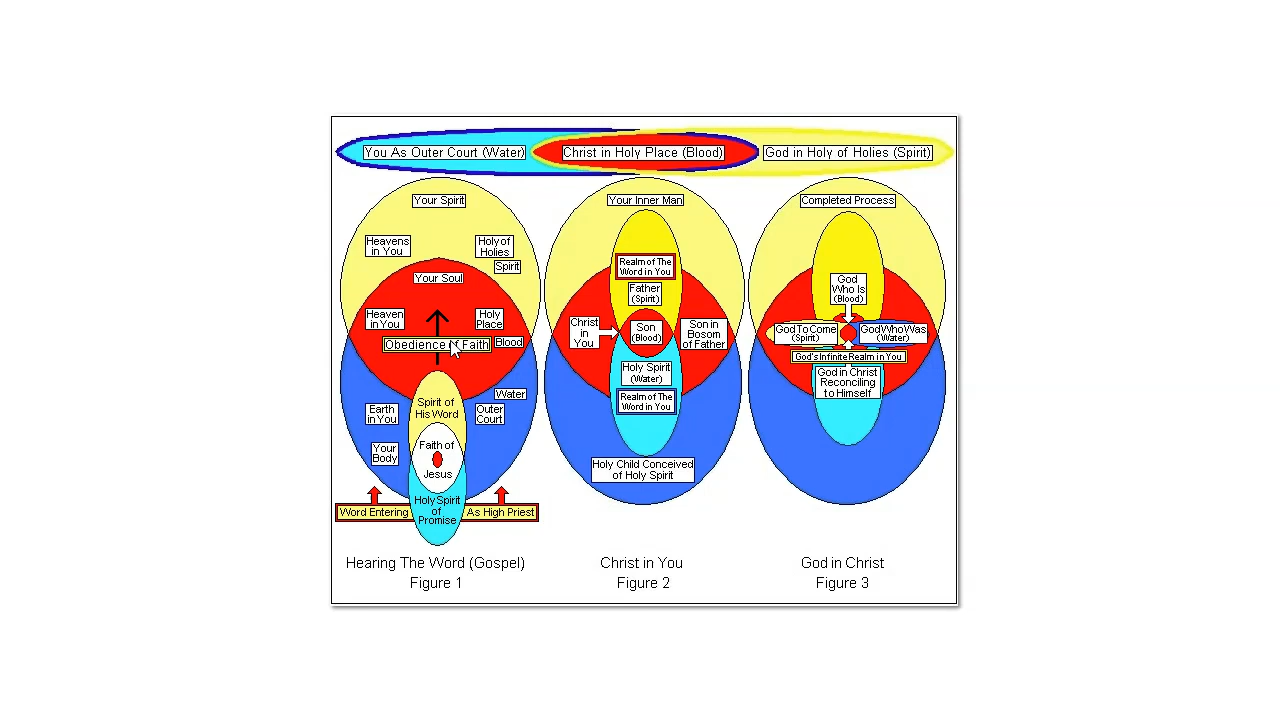 You As Outer Court (Water)
Christ in Holy Place (Blood)
God in Holy of Holies (Spirit)
Your Spirit
Heavens
in You
Holy of
Holies
Spirit
Your Soul
Heaven
in You
Holy
Place
Obedience of Faith
Blood
Water
Spirit of
His Word
Earth
in You
Outer
Court
Your
Body
Faith of
Jesus
Holy Spirit
of
Promise
Word Entering
As High Priest
Hearing The Word (Gospel)
Figure 1
Your Inner Man
Realm of The
Word in You
Father
(Spirit)
Christ
in
You
Son
(Blood)
Son in
Bosom
of Father
Holy Spirit
(Water)
Realm of The
Word in You
Holy Child Conceived
of Holy Spirit
Christ in You
Figure 2
Completed Process
God
Who Is
(Blood)
God To Come
(Spirit)
God Who Was
(Water)
God's Infinite Realm in You
God in Christ
Reconciling
to Himself
God in Christ
Figure 3